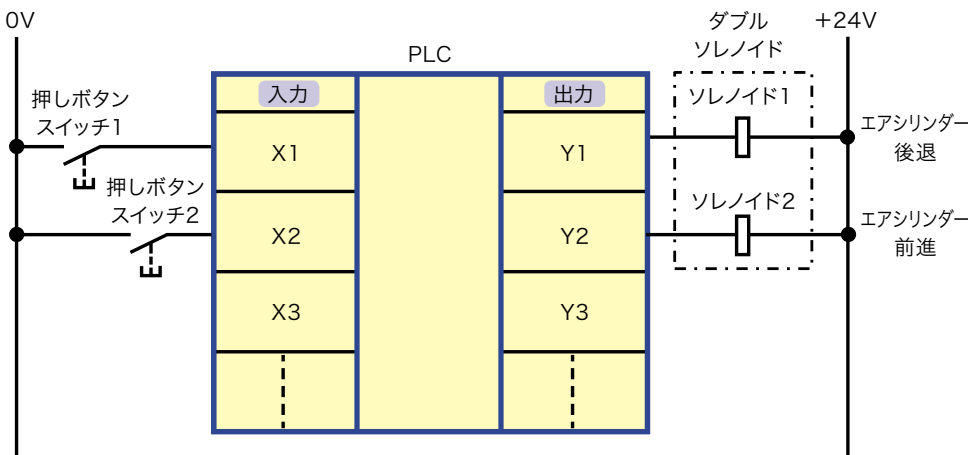 0V
ダブル
ソレノイド
+24V
PLC
押しボタン
スイッチ1
入力
出力
ソレノイド1
エアシリンダー
後退
X1
Y1
押しボタン
スイッチ2
ソレノイド2
エアシリンダー
前進
X2
Y2
X3
Y3